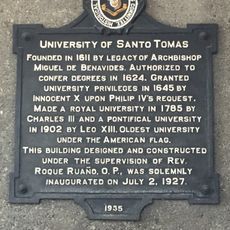 UNIVERSITY OF SANTO TOMAS
FOUNDED IN 1611 BY LEGACY OF ARCHBISHOP
MIGUEL DE BENAVIDES. AUTHORIZED TO
CONFER DEGREES IN 1624. GRANTED
UNIVERSITY PRIVILEGES IN 1645 BY
INNOCENT X UPON PHILIP IV'S REQUEST.
MADE A ROYAL UNIVERSITY IN 1785 BY
CHARLES III AND A PONTIFICAL UNIVERSITY
IN 1902 BY LEO XIII. OLDEST UNIVERSITY
UNDER THE AMERICAN FLAG.
THIS BUILDING DESIGNED AND CONSTRUCTED
UNDER THE SUPERVISION OF REV.
ROQUE RUAÑO, O. P., WAS SOLEMNLY
INAUGURATED ON JULY 2, 1927.
1935